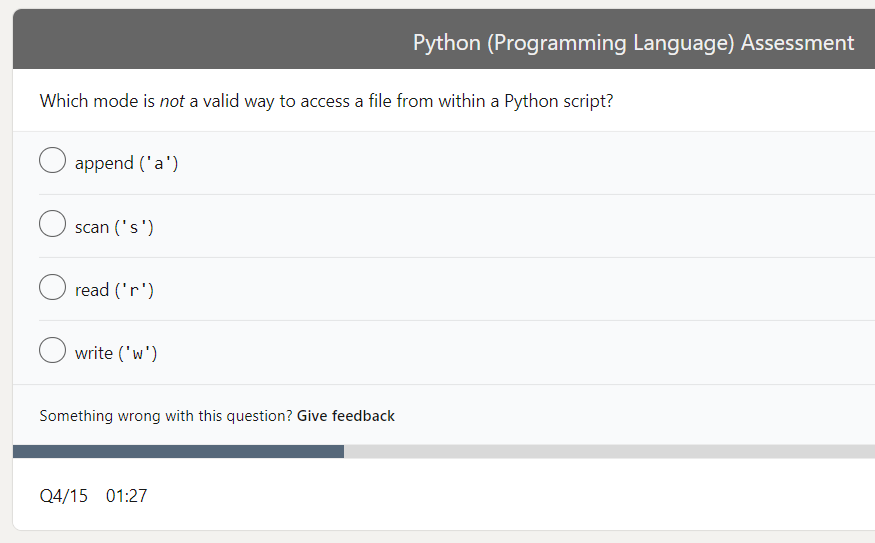 Python (Programming Language) Assessment
Which mode is not a valid way to access a file from within a Python script?
append ('a')
scan ('s')
read ('r')
write ('w')
Something wrong with this question? Give feedback
Q4/15 01:27